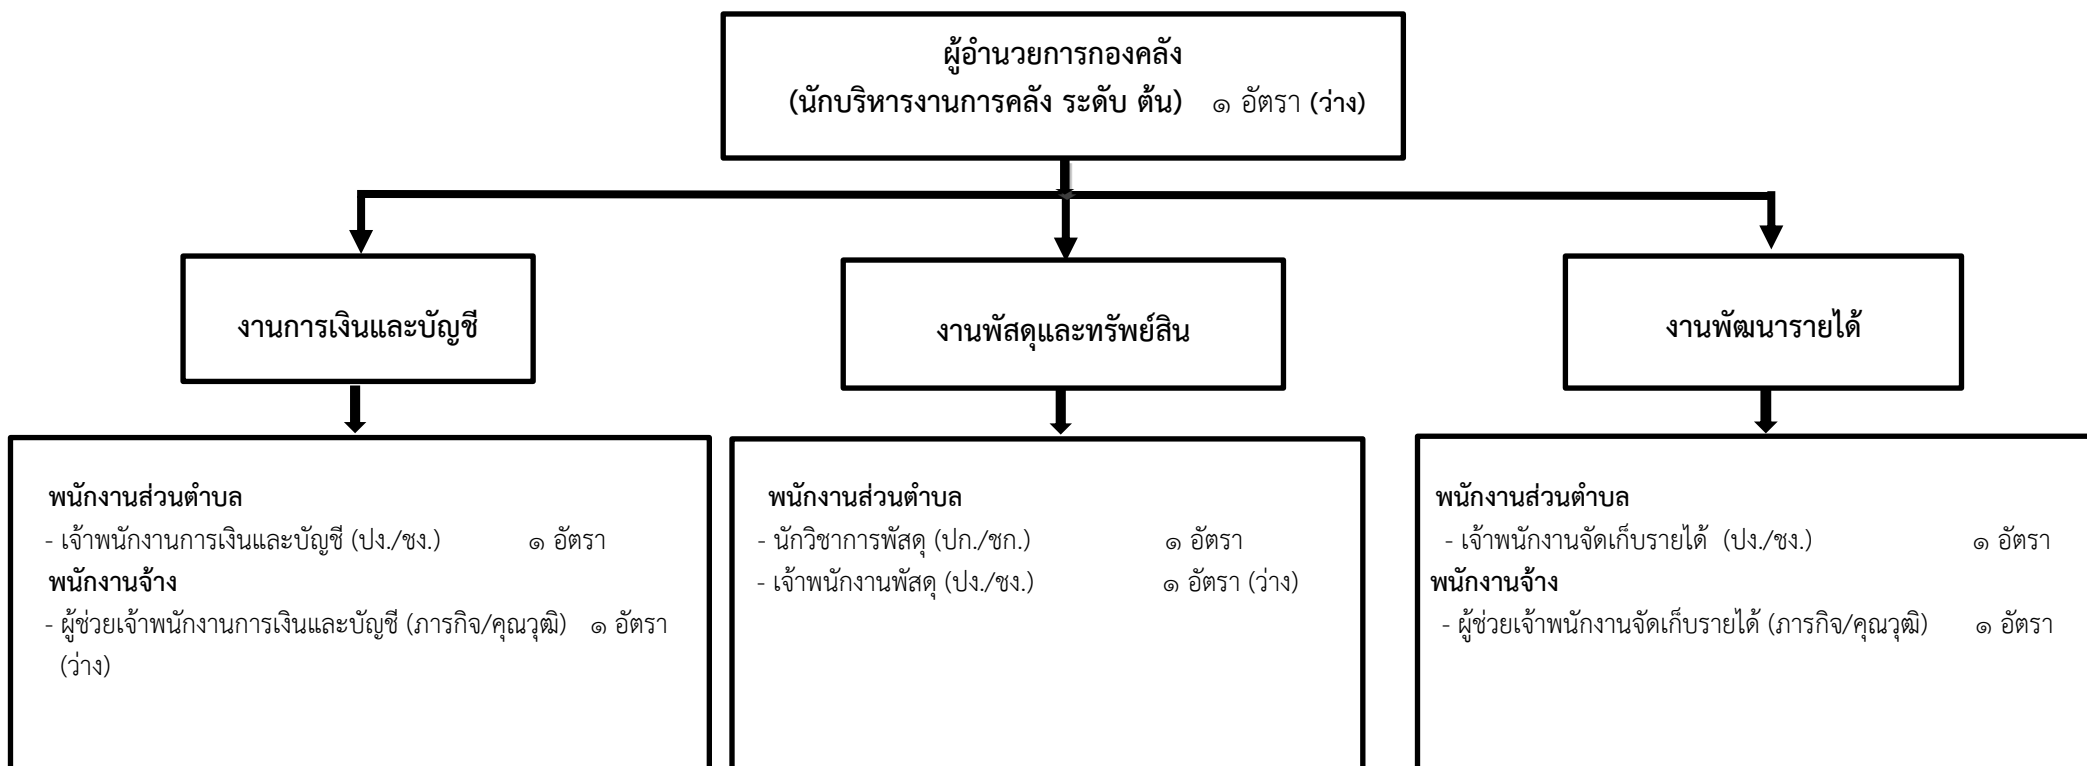 ผู้อำนวยการกองคลัง
(นักบริหารงานการคลัง ระดับ ต้น) ๑ อัตรา (ว่าง)
งานการเงินและบัญชี
งานพัสดุและทรัพย์สิน
งานพัฒนารายได้
พนักงานส่วนตำบล
- เจ้าพนักงานการเงินและบัญชี (ปง./ชง.) ๑ อัตรา
พนักงานจ้าง
- ผู้ช่วยเจ้าพนักงานการเงินและบัญชี (ภารกิจ/คุณวุฒิ) ๑ อัตรา
(ว่าง)
พนักงานส่วนตำบล
- นักวิชาการพัสดุ (ปก./ชก.) ๑ อัตรา
- เจ้าพนักงานพัสดุ (ปง./ชง.) ๑ อัตรา (ว่าง)
พนักงานส่วนตำบล
- เจ้าพนักงานจัดเก็บรายได้ (ปง./ชง.) ๑ อัตรา
พนักงานจ้าง
- ผู้ช่วยเจ้าพนักงานจัดเก็บรายได้ (ภารกิจ/คุณวุฒิ) ๑ อัตรา